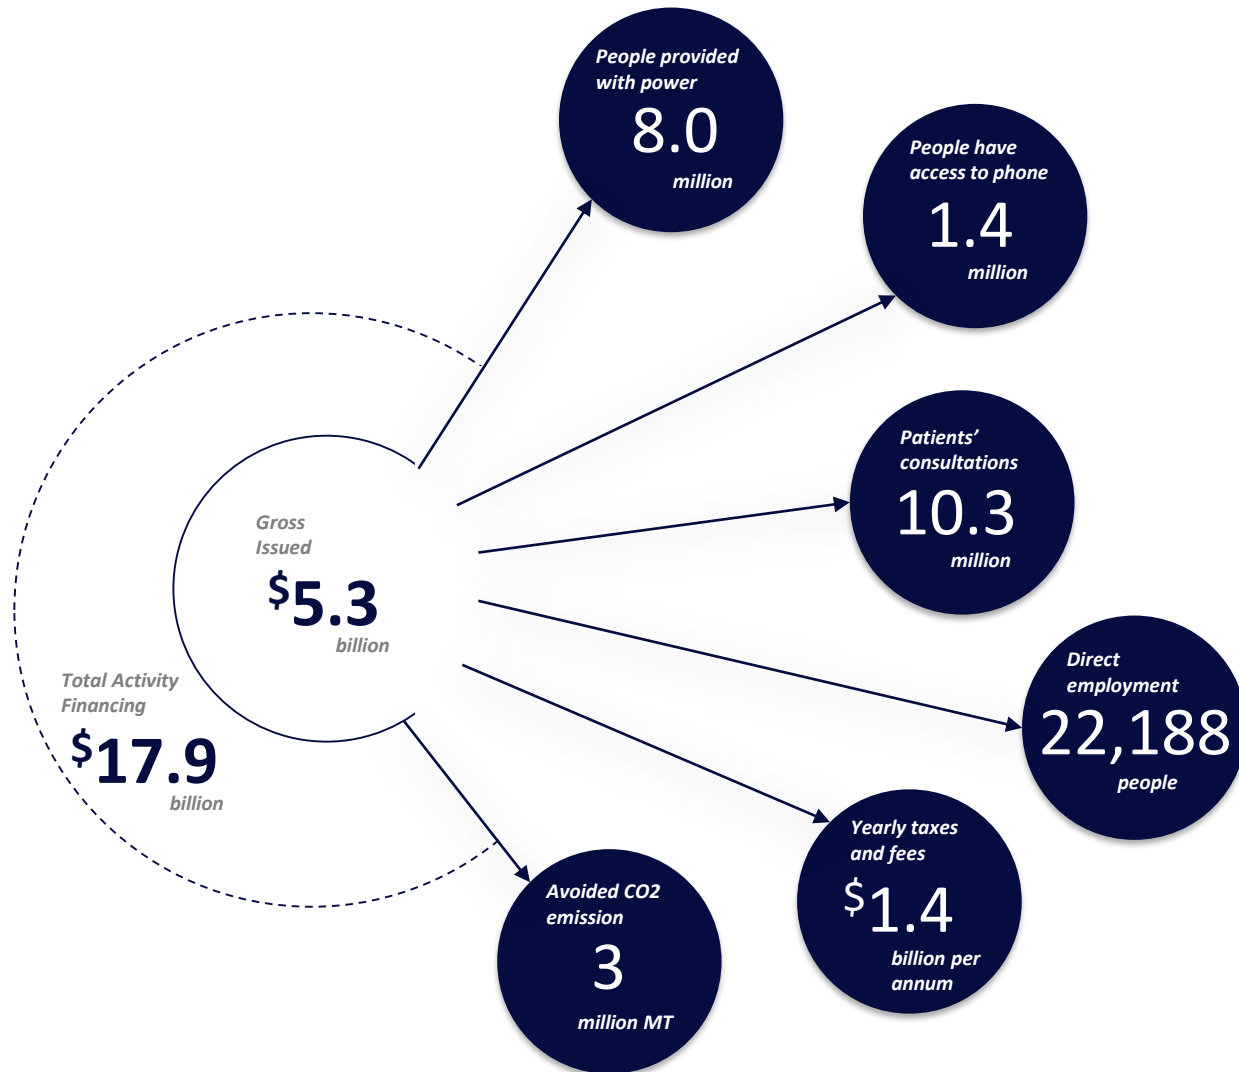 People provided
with power
8.0
million
People have
access to phone
1.4
million
Patients’
consultations
10.3
million
Gross
Issued
$5.3
billion
Total Activity
Financing
$17.9
billion
Direct
employment
22,188
people
Yearly taxes
and fees
$1.4
billion per
annum
Avoided CO2
emission
3
million MT